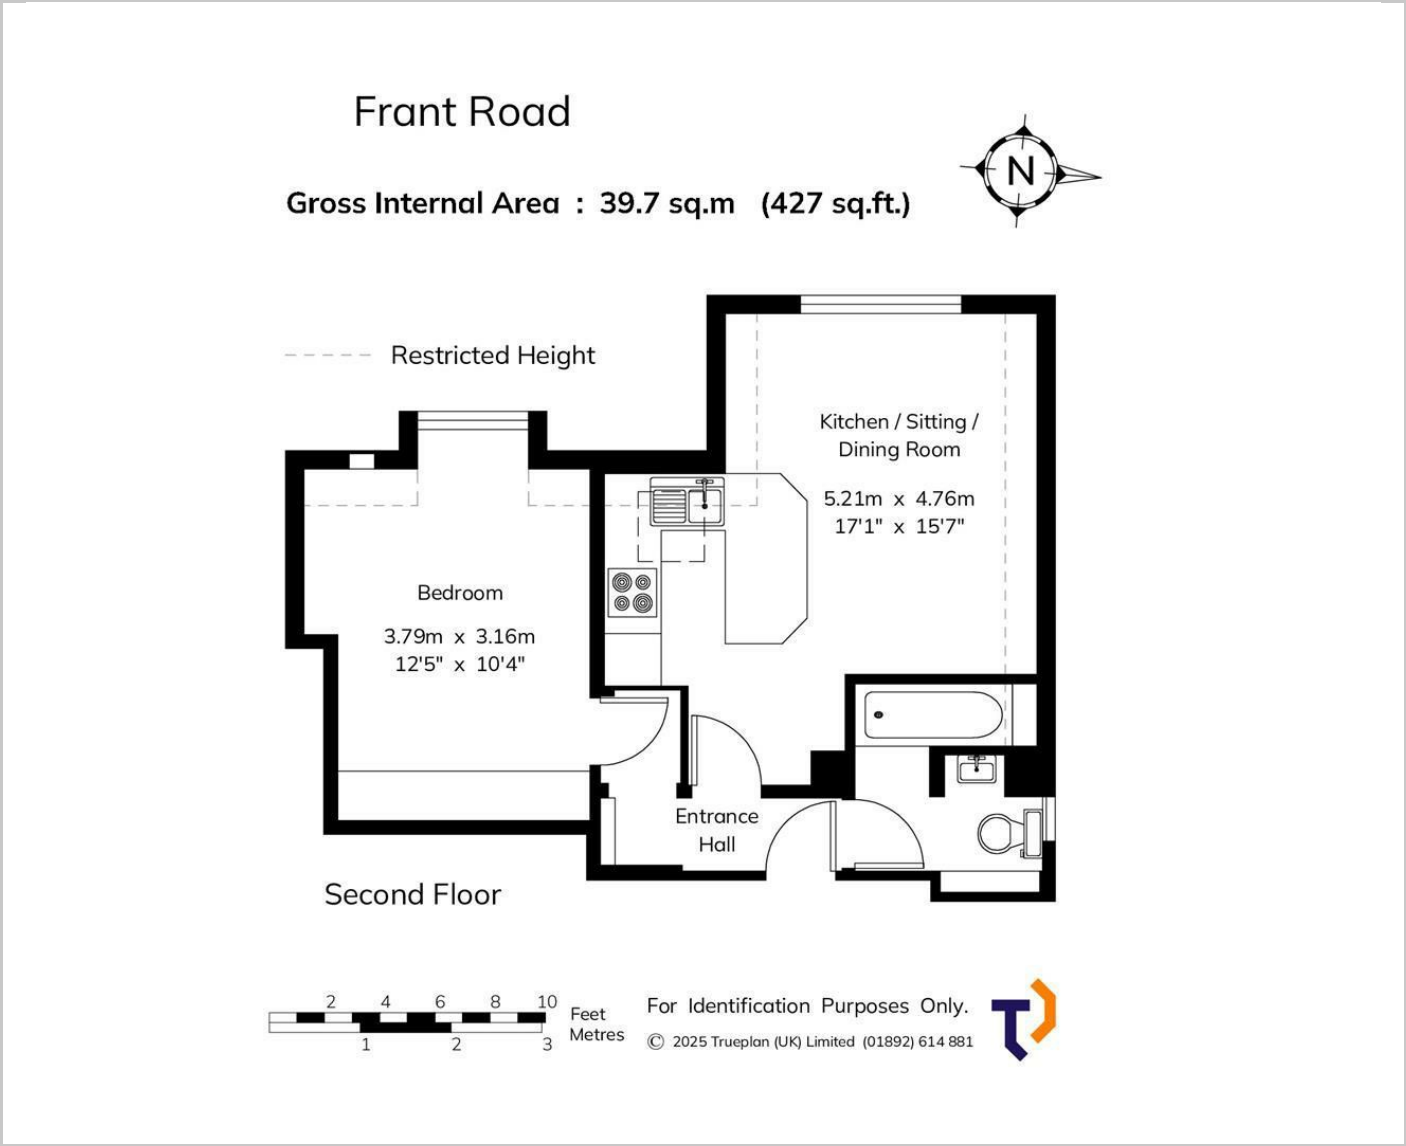 Frant Road
N
Gross Internal Area : 39.7 sq.m (427 sq.ft.)
Restricted Height
Kitchen / Sitting /
Dining Room
5.21m x 4.76m
17'1" x 15'7"
Bedroom
3.79m x 3.16m
12'5" x 10'4"
Entrance
Hall
Second Floor
2 4 6 8 10
Feet
Metres
1 2 3
For Identification Purposes Only.
© 2025 Trueplan (UK) Limited (01892) 614 881